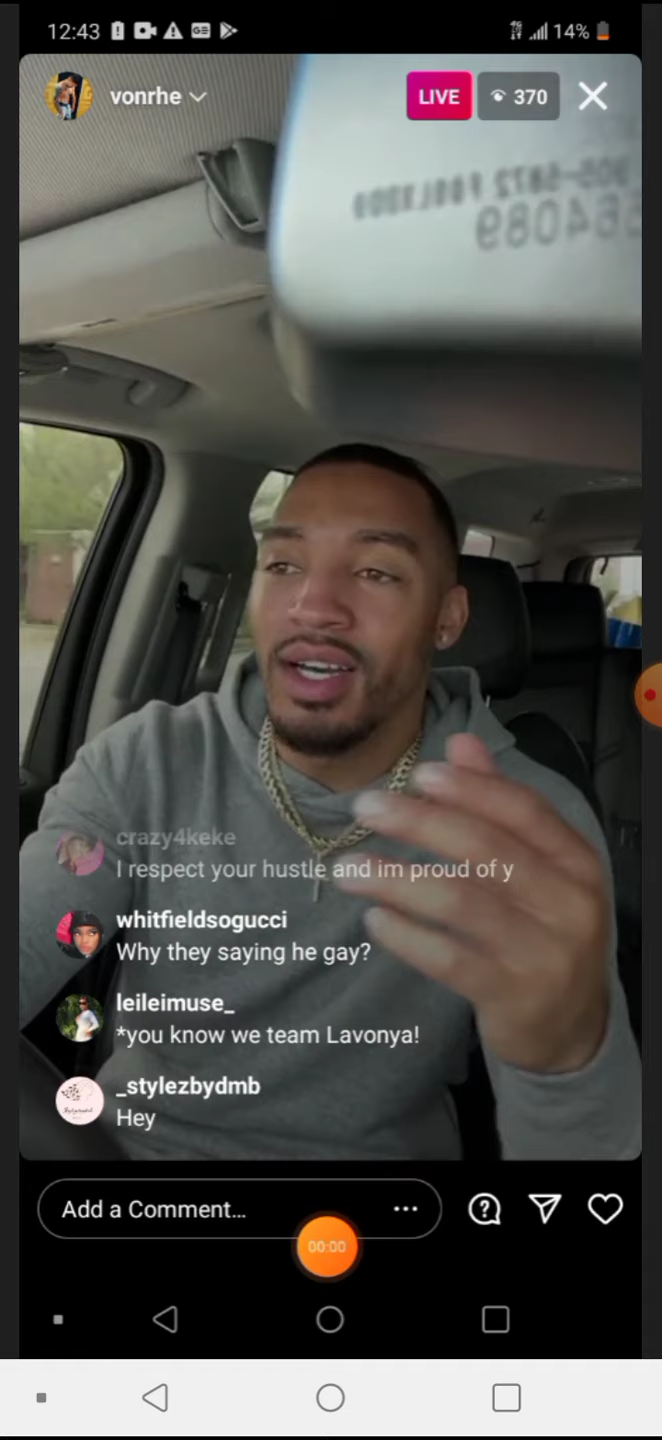 12:43
14%
vonrhe
LIVE
370
664089
crazy4keke
I respect your hustle and im proud of y
whitfieldsogucci
Why they saying he gay?
leileimuse_
*you know we team Lavonya!
_stylezbydmb
Hey
Add a Comment…
00:00